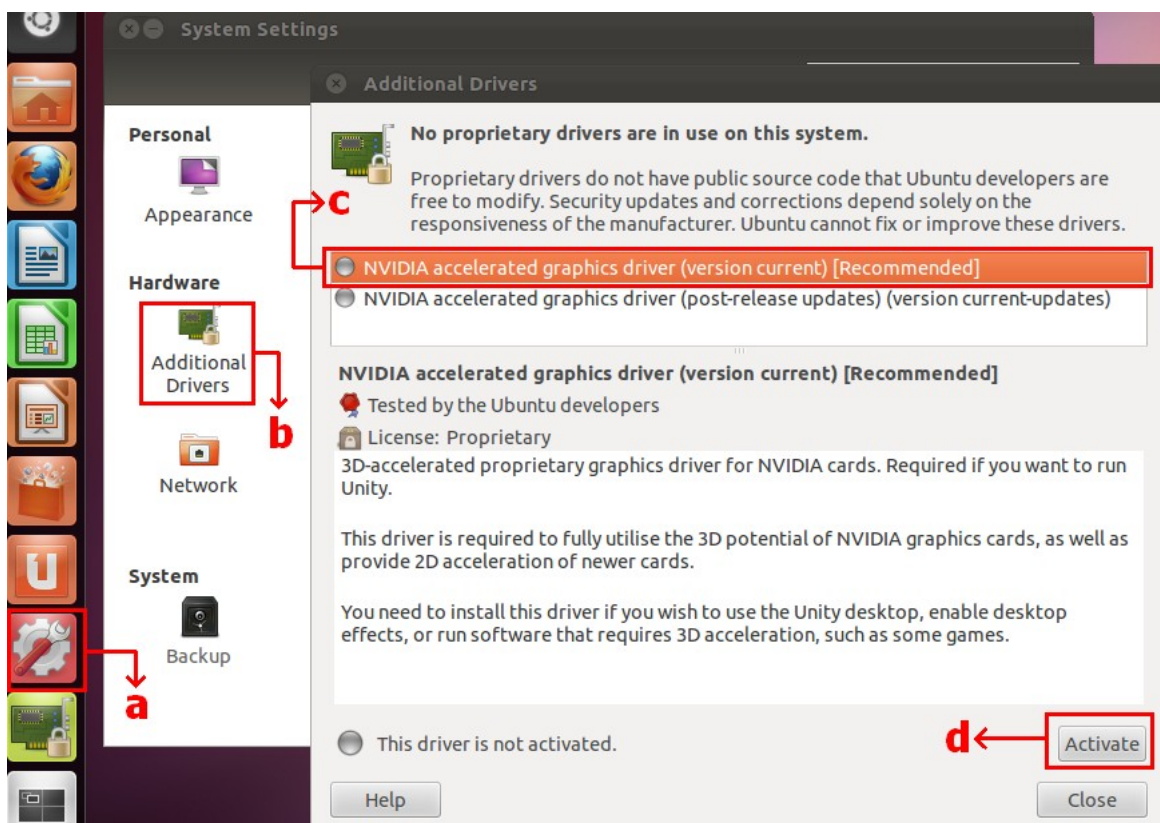 System Settings
Additional Drivers
Personal
Appearance
Hardware
Additional
Drivers
b
Network
System
Backup
a
No proprietary drivers are in use on this system.
Proprietary drivers do not have public source code that Ubuntu developers are
free to modify. Security updates and corrections depend solely on the
responsiveness of the manufacturer. Ubuntu cannot fix or improve these drivers.
c
NVIDIA accelerated graphics driver (version current) [Recommended]
NVIDIA accelerated graphics driver (post-release updates) (version current-updates)
NVIDIA accelerated graphics driver (version current) [Recommended]
Tested by the Ubuntu developers
License: Proprietary
3D-accelerated proprietary graphics driver for NVIDIA cards. Required if you want to run
Unity.
This driver is required to fully utilise the 3D potential of NVIDIA graphics cards, as well as
provide 2D acceleration of newer cards.
You need to install this driver if you wish to use the Unity desktop, enable desktop
effects, or run software that requires 3D acceleration, such as some games.
This driver is not activated.
d
Activate
Help
Close